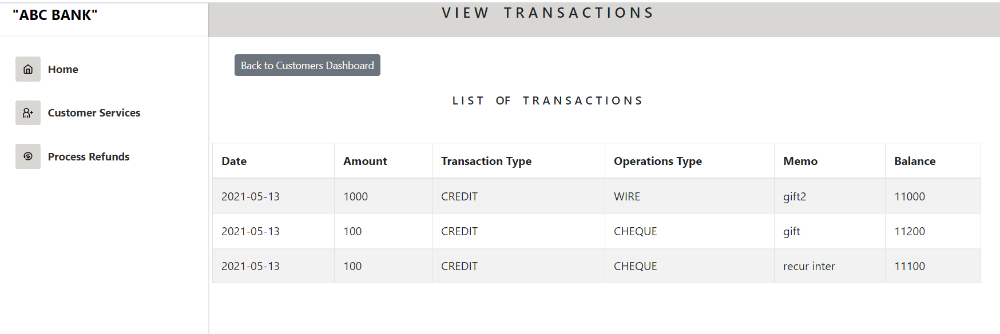 "ABC BANK"
VIEW TRANSACTIONS
Home
Customer Services
Process Refunds
Back to Customers Dashboard
LIST OF TRANSACTIONS
Date Amount Transaction Type Operations Type Memo Balance
2021-05-13 1000 CREDIT WIRE gift2 11000
2021-05-13 100 CREDIT CHEQUE gift 11200
2021-05-13 100 CREDIT CHEQUE recur inter 11100